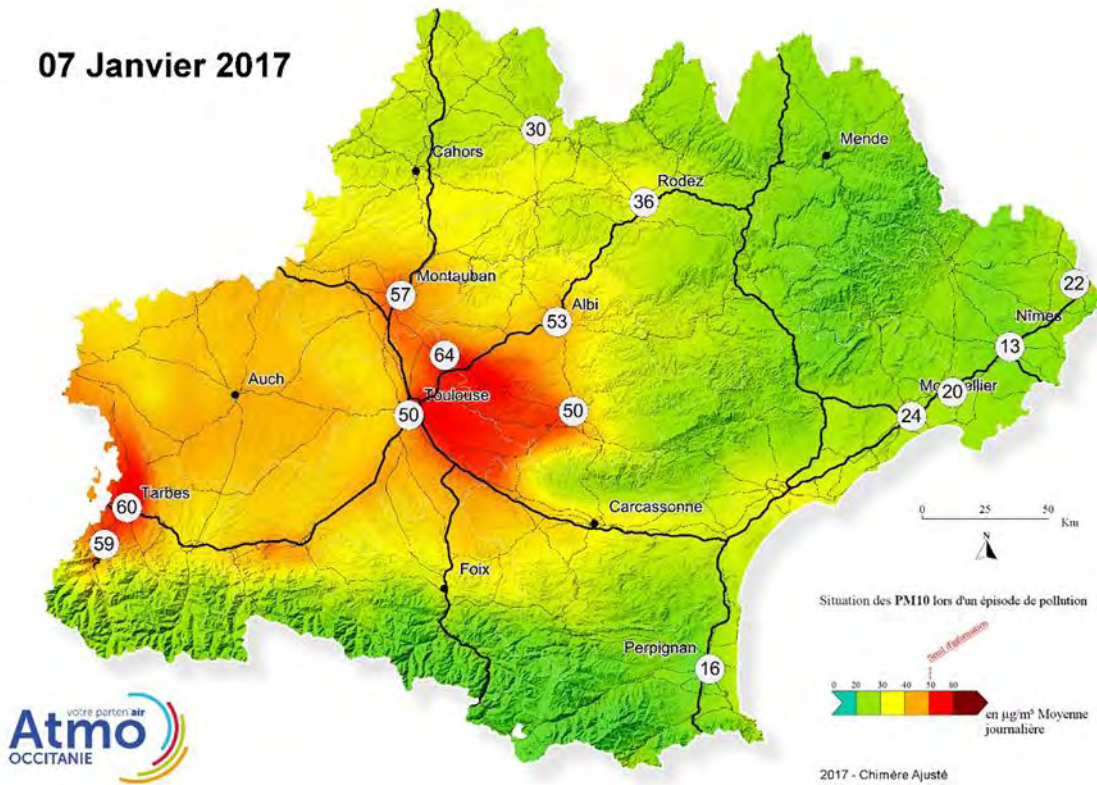 07 Janvier 2017
30
Mende
Cahors
Rodez
36
Montauban
57
22
Albi
53
Nîmes
13
64
Auch
Toulouse
50
50
20
24
Tarbes
60
Carcassonne
59
Foix
0 25 50
Km
N
Situation des PM10 lors d'un épisode de pollution
Seuil d'information
0 20 30 40 50 80
en µg/m³ Moyenne
journalière
Perpignan
16
votre parten'air
Atmo
OCCITANIE
2017 - Chimère Ajusté